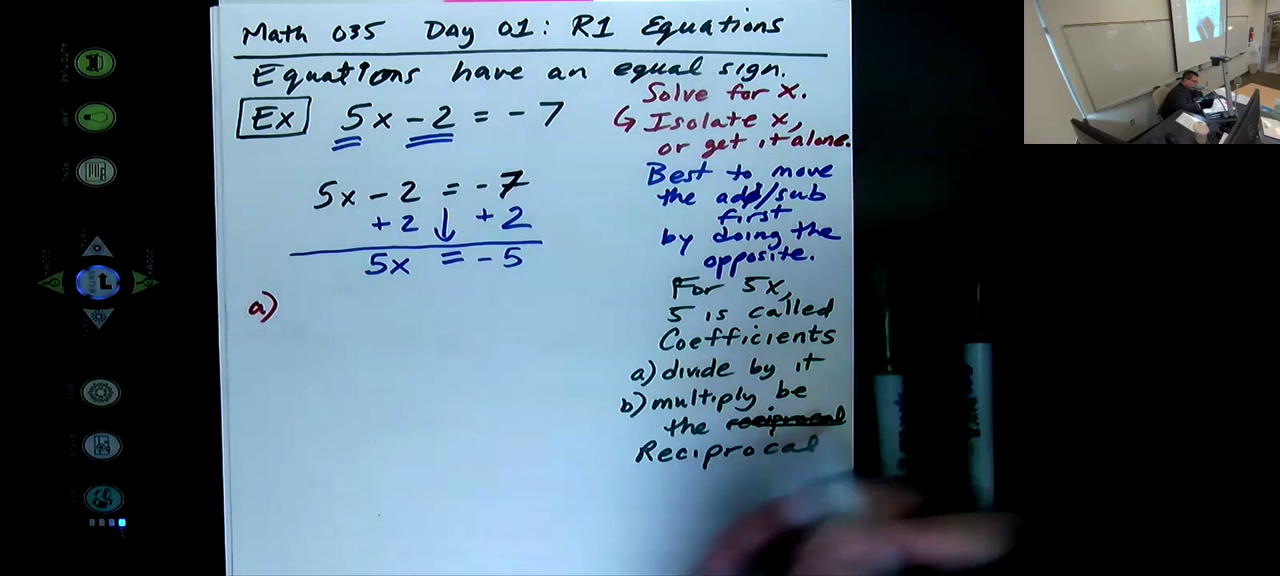 Math 035 Day 01: R1 Equations
Equations have an equal sign.
Ex 5x - 2 = -7
5x - 2 = -7
+2 ↓ +2
5x = -5
a)
Solve for x.
↳ Isolate x,
or get it alone.
Best to move
the add/sub
first
by doing the
opposite.
For 5x,
5 is called
Coefficients
a) divide by it
b) multiply be
the reciprocal
Reciprocal